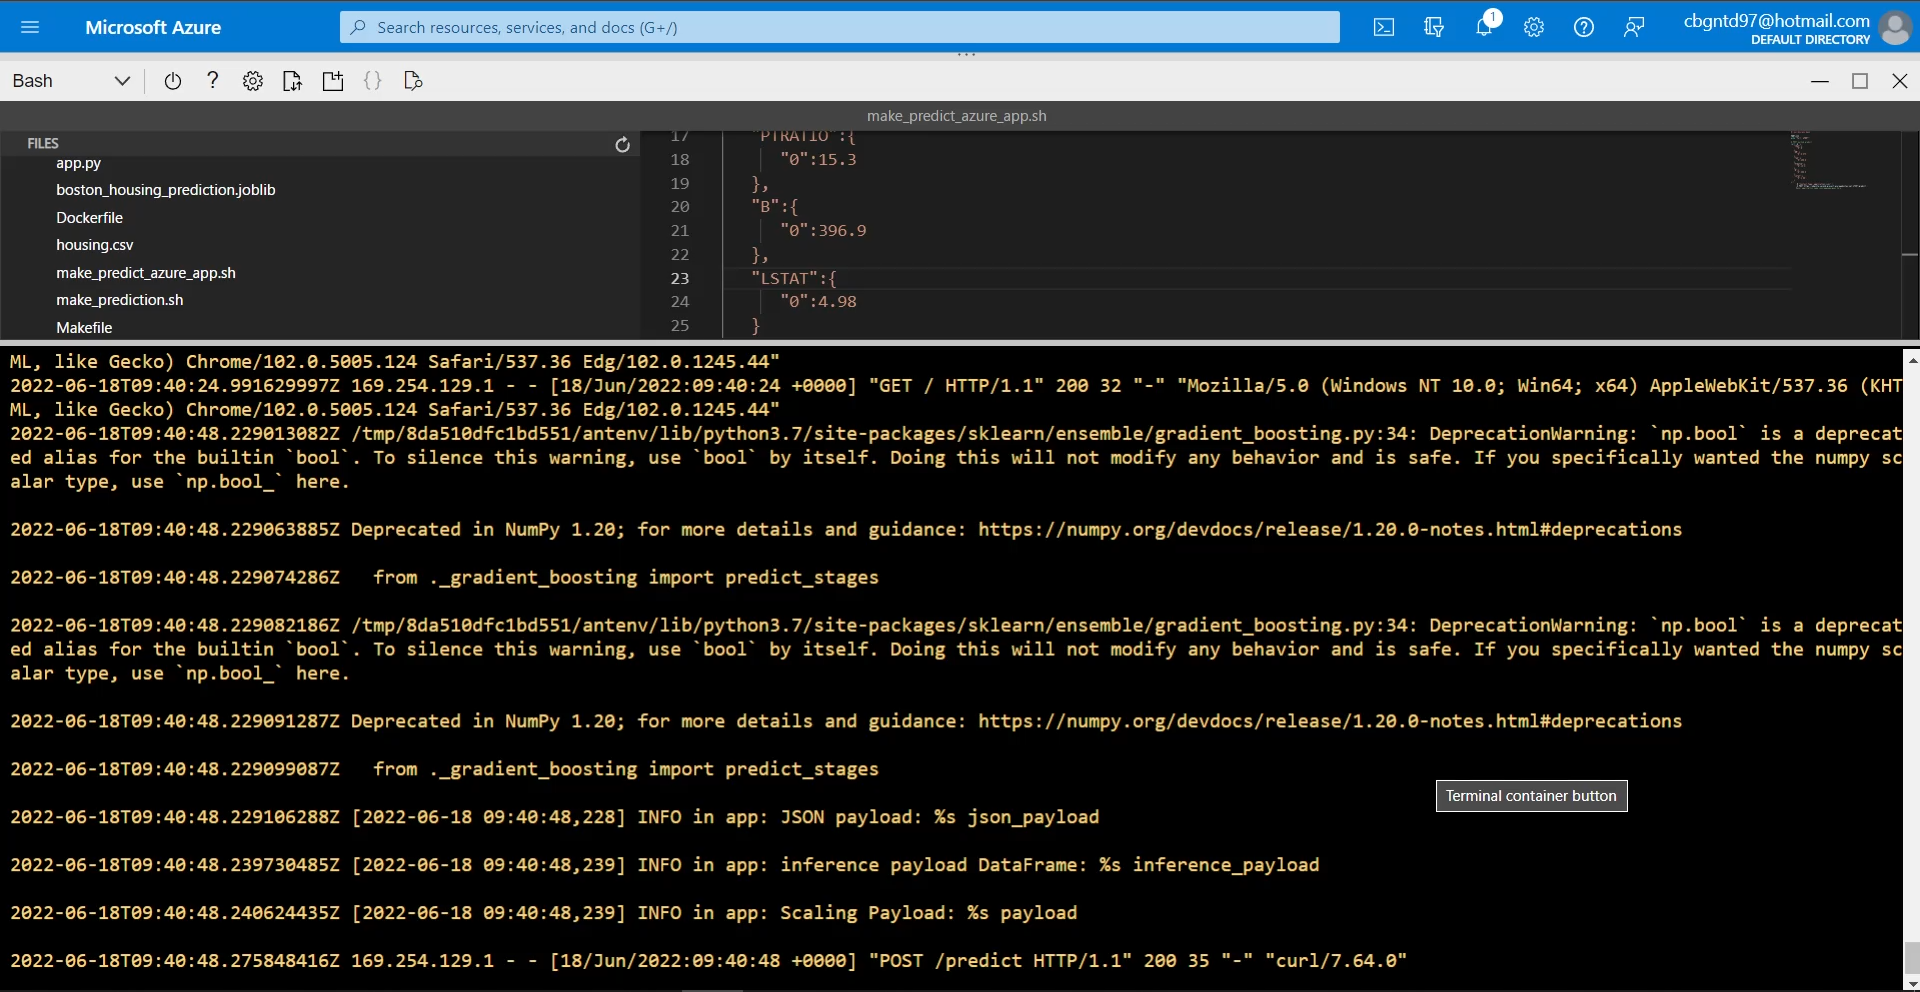 Microsoft Azure
Search resources, services, and docs (G+/)
1
cbgntd97@hotmail.com
DEFAULT DIRECTORY
Bash
make_predict_azure_app.sh
FILES
app.py
boston_housing_prediction.joblib
Dockerfile
housing.csv
make_predict_azure_app.sh
make_prediction.sh
Makefile
17 "PTRATIO":{
18 "0":15.3
19 },
20 "B":{
21 "0":396.9
22 },
23 "LSTAT":{
24 "0":4.98
25 }
ML, like Gecko) Chrome/102.0.5005.124 Safari/537.36 Edg/102.0.1245.44"
2022-06-18T09:40:24.991629997Z 169.254.129.1 - - [18/Jun/2022:09:40:24 +0000] "GET / HTTP/1.1" 200 32 "-" "Mozilla/5.0 (Windows NT 10.0; Win64; x64) AppleWebKit/537.36 (KHT
ML, like Gecko) Chrome/102.0.5005.124 Safari/537.36 Edg/102.0.1245.44"
2022-06-18T09:40:48.229013082Z /tmp/8da510dfc1bd551/antenv/lib/python3.7/site-packages/sklearn/ensemble/gradient_boosting.py:34: DeprecationWarning: `np.bool` is a deprecat
ed alias for the builtin `bool`. To silence this warning, use `bool` by itself. Doing this will not modify any behavior and is safe. If you specifically wanted the numpy sc
alar type, use `np.bool_` here.
2022-06-18T09:40:48.229063885Z Deprecated in NumPy 1.20; for more details and guidance: https://numpy.org/devdocs/release/1.20.0-notes.html#deprecations
2022-06-18T09:40:48.229074286Z   from ._gradient_boosting import predict_stages
2022-06-18T09:40:48.229082186Z /tmp/8da510dfc1bd551/antenv/lib/python3.7/site-packages/sklearn/ensemble/gradient_boosting.py:34: DeprecationWarning: `np.bool` is a deprecat
ed alias for the builtin `bool`. To silence this warning, use `bool` by itself. Doing this will not modify any behavior and is safe. If you specifically wanted the numpy sc
alar type, use `np.bool_` here.
2022-06-18T09:40:48.229091287Z Deprecated in NumPy 1.20; for more details and guidance: https://numpy.org/devdocs/release/1.20.0-notes.html#deprecations
2022-06-18T09:40:48.229099087Z   from ._gradient_boosting import predict_stages
Terminal container button
2022-06-18T09:40:48.229106288Z [2022-06-18 09:40:48,228] INFO in app: JSON payload: %s json_payload
2022-06-18T09:40:48.239730485Z [2022-06-18 09:40:48,239] INFO in app: inference payload DataFrame: %s inference_payload
2022-06-18T09:40:48.240624435Z [2022-06-18 09:40:48,239] INFO in app: Scaling Payload: %s payload
2022-06-18T09:40:48.275848416Z 169.254.129.1 - - [18/Jun/2022:09:40:48 +0000] "POST /predict HTTP/1.1" 200 35 "-" "curl/7.64.0"